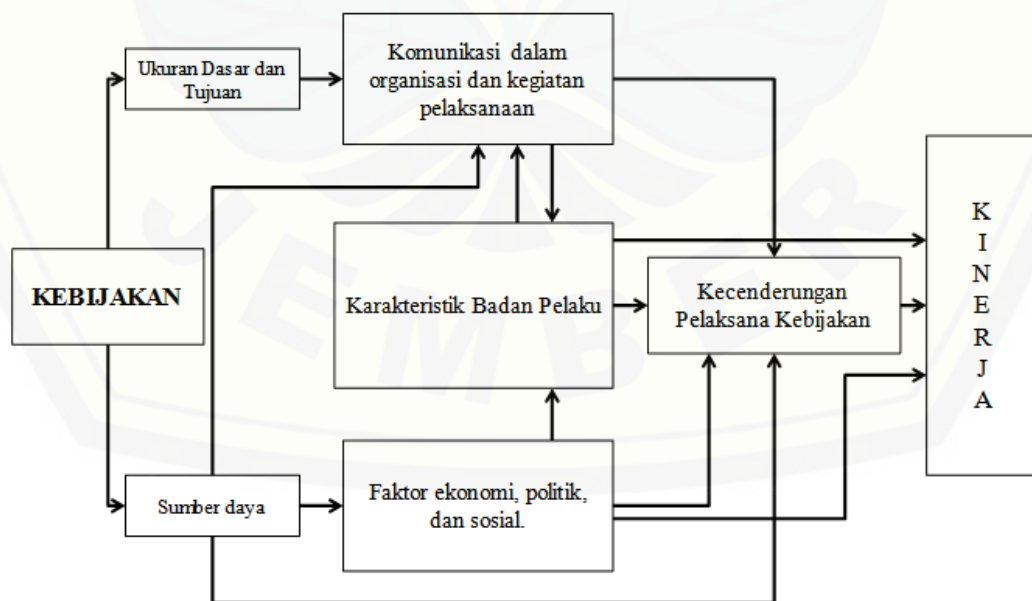 Ukuran Dasar dan
Tujuan
Komunikasi dalam
organisasi dan kegiatan
pelaksanaan
KEBIJAKAN
Karakteristik Badan Pelaku
Kecenderungan
Pelaksana Kebijakan
K
I
N
E
R
J
A
Sumber daya
Faktor ekonomi, politik,
dan sosial.
JEMBER